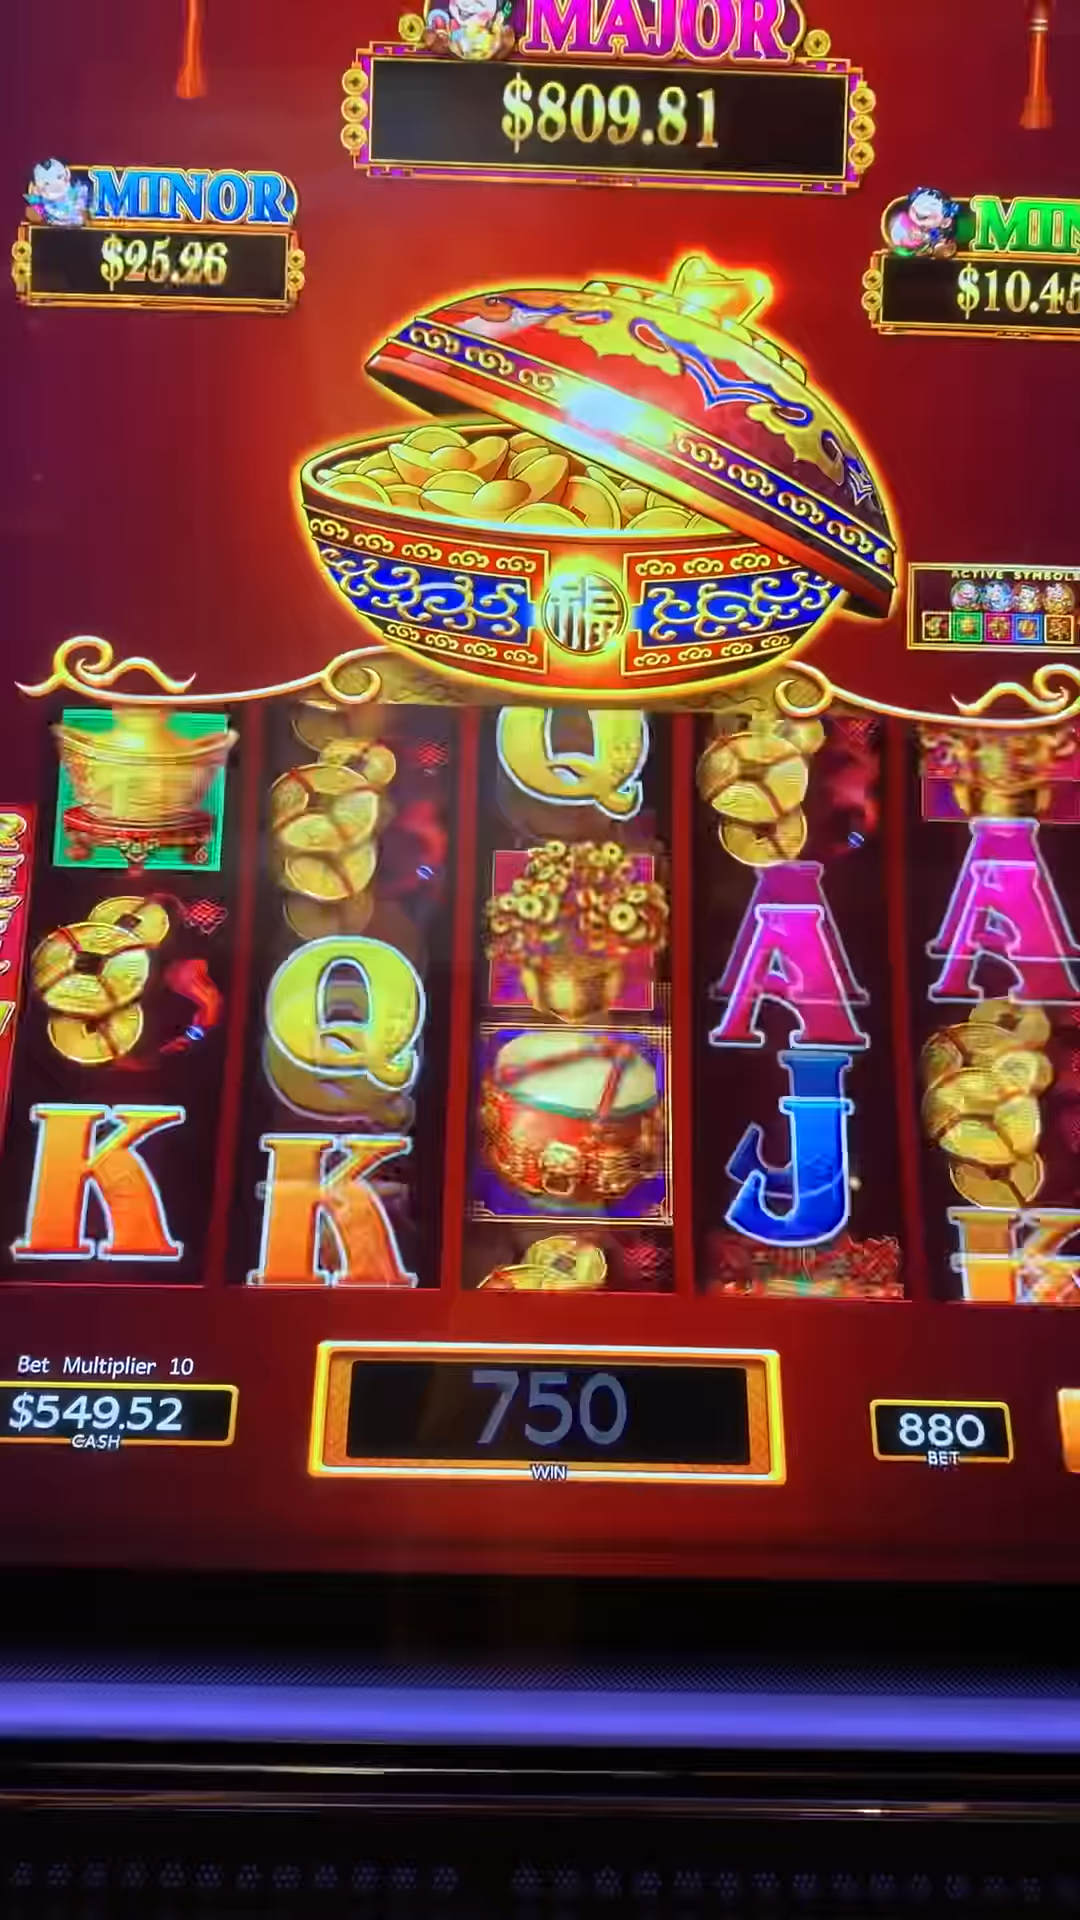 MAJOR
$809.81
MINOR
$25.26
MIN
$10.45
福
ACTIVE SYMBOLS
Q
A
A
Q
J
K
K
K
Bet Multiplier 10
$549.52
CASH
750
WIN
880
BET